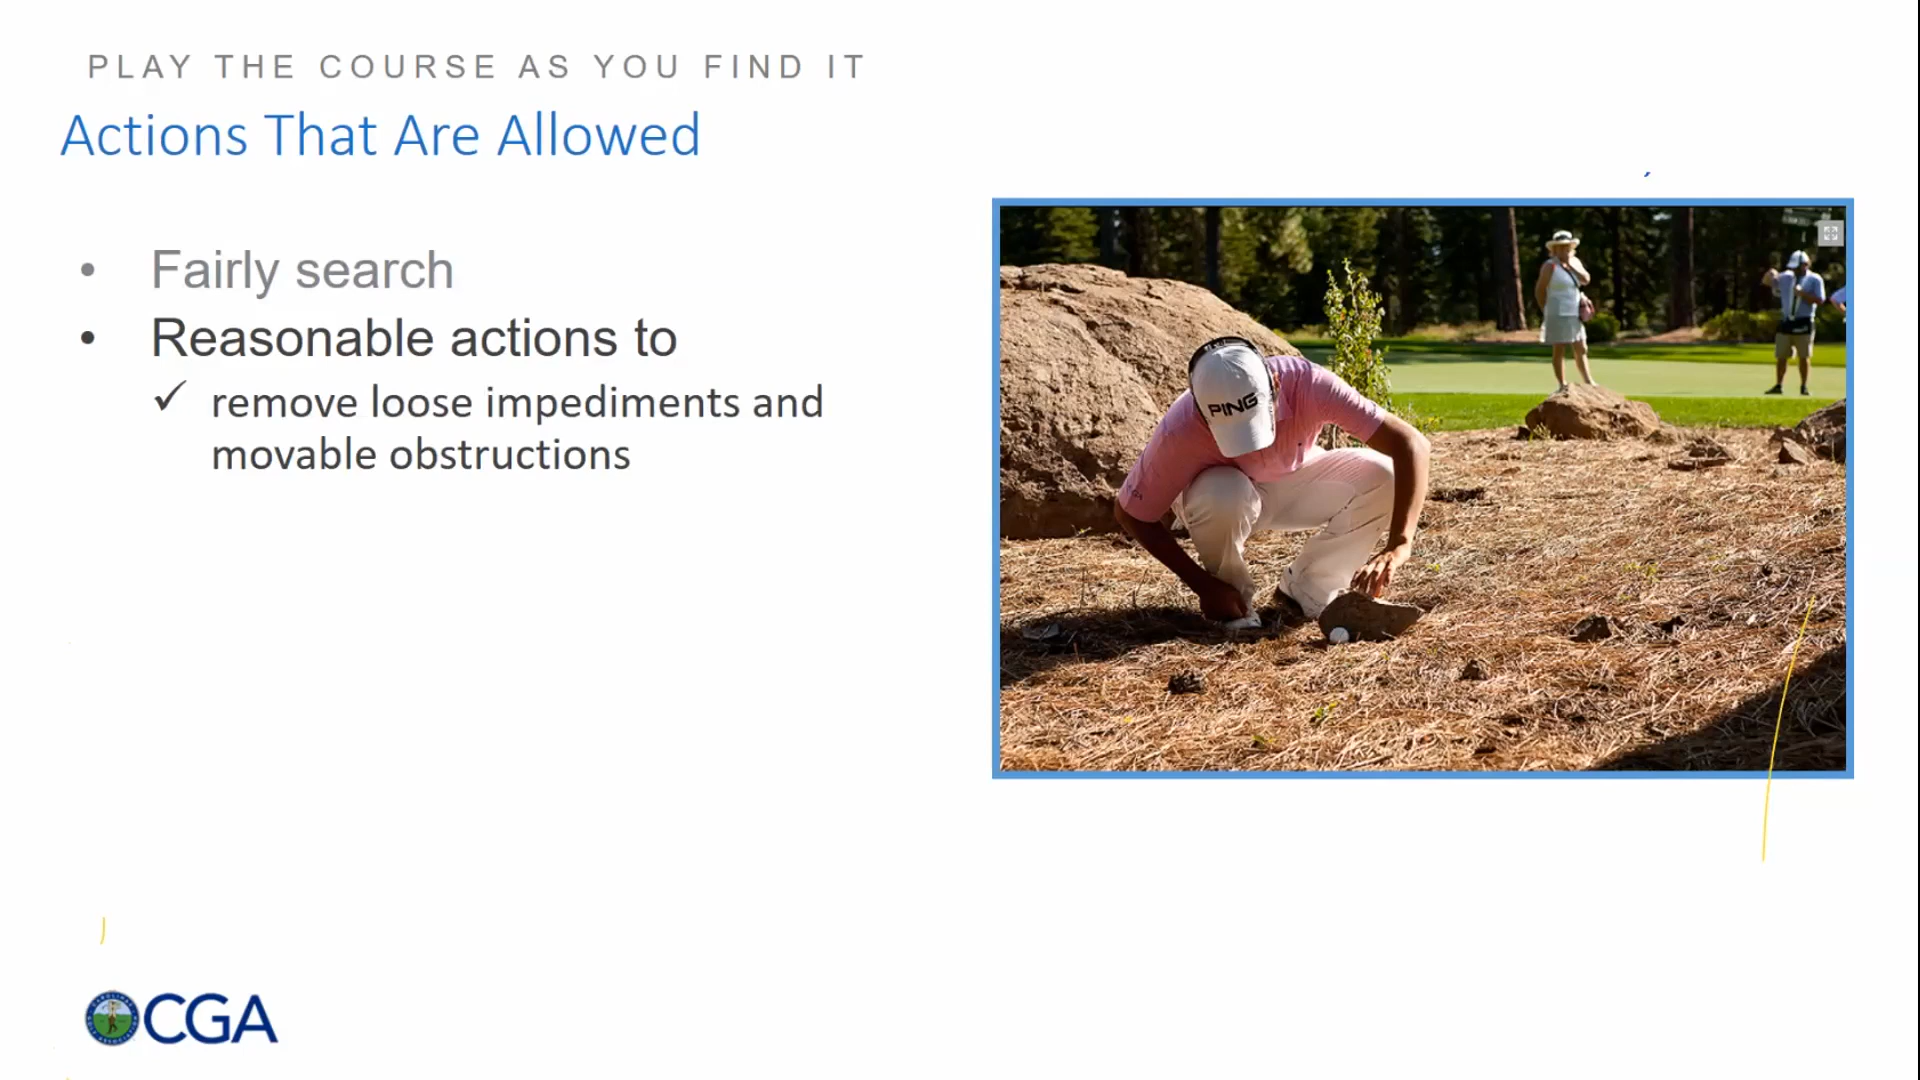 PLAY THE COURSE AS YOU FIND IT
Actions That Are Allowed
• Fairly search
• Reasonable actions to
✓ remove loose impediments and
movable obstructions
PING
CGA